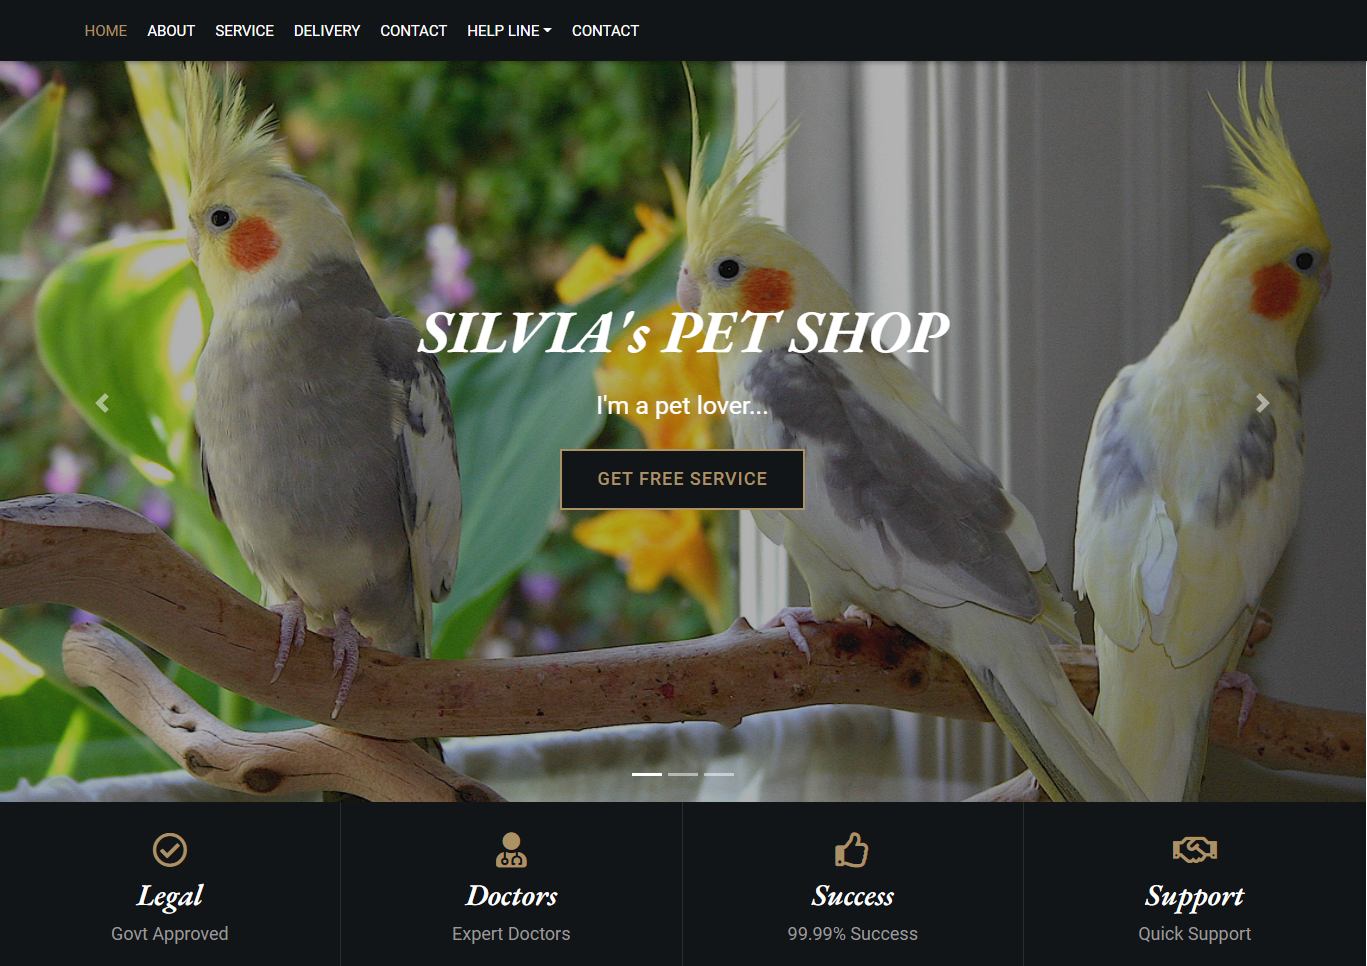 HOME ABOUT SERVICE DELIVERY CONTACT HELP LINE CONTACT
SILVIA's PET SHOP
I'm a pet lover...
GET FREE SERVICE
Legal
Govt Approved
Doctors
Expert Doctors
Success
99.99% Success
Support
Quick Support